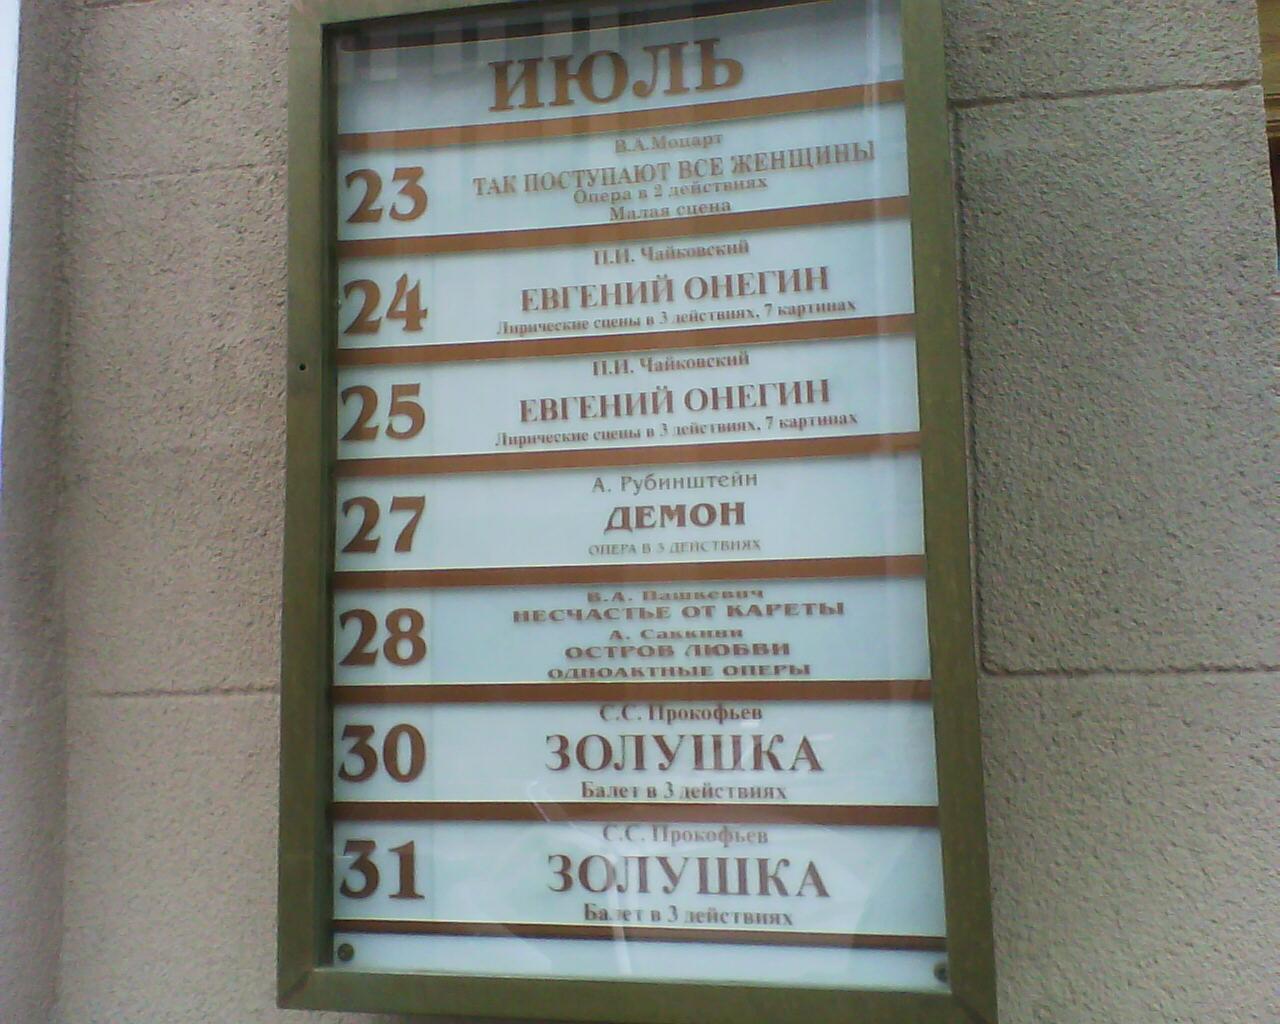 ИЮЛЬ
23
В.А.Моцарт
ТАК ПОСТУПАЮТ ВСЕ ЖЕНЩИНЫ
Опера в 2 действиях
Малая сцена
24
П.И. Чайковский
ЕВГЕНИЙ ОНЕГИН
Лирические сцены в 3 действиях, 7 картинах
25
П.И. Чайковский
ЕВГЕНИЙ ОНЕГИН
Лирические сцены в 3 действиях, 7 картинах
27
А. Рубинштейн
ДЕМОН
ОПЕРА В 3 ДЕЙСТВИЯХ
28
В.А. Пашкевич
НЕСЧАСТЬЕ ОТ КАРЕТЫ
А. Саккини
ОСТРОВ ЛЮБВИ
ОДНОАКТНЫЕ ОПЕРЫ
30
С.С. Прокофьев
ЗОЛУШКА
Балет в 3 действиях
31
С.С. Прокофьев
ЗОЛУШКА
Балет в 3 действиях